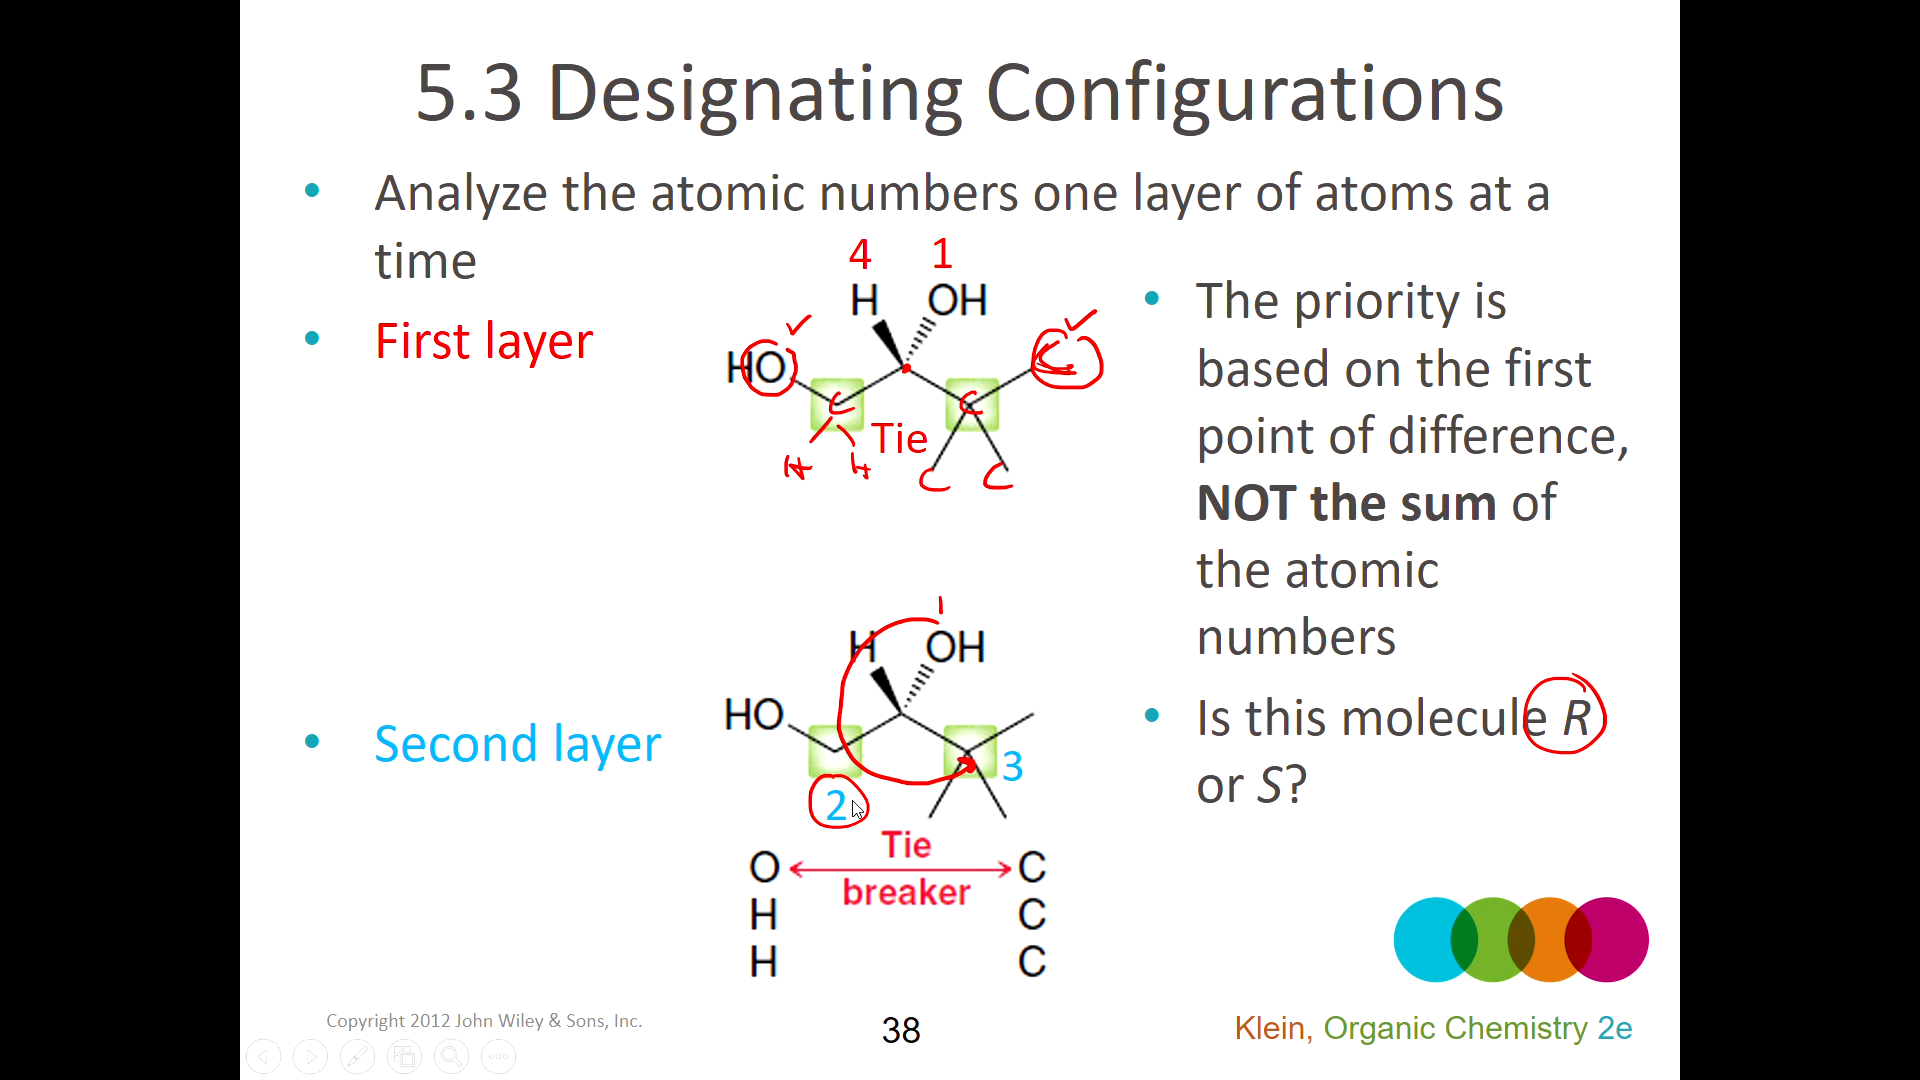 5.3 Designating Configurations
• Analyze the atomic numbers one layer of atoms at a
time
4 1
H OH
• First layer
HO
C C C
Tie
H H C C
• The priority is
based on the first
point of difference,
NOT the sum of
the atomic
numbers
• Is this molecule R
or S?
1
H OH
HO
• Second layer
3
2
Tie
breaker
O C
H C
H C
Copyright 2012 John Wiley & Sons, Inc.
38
Klein, Organic Chemistry 2e